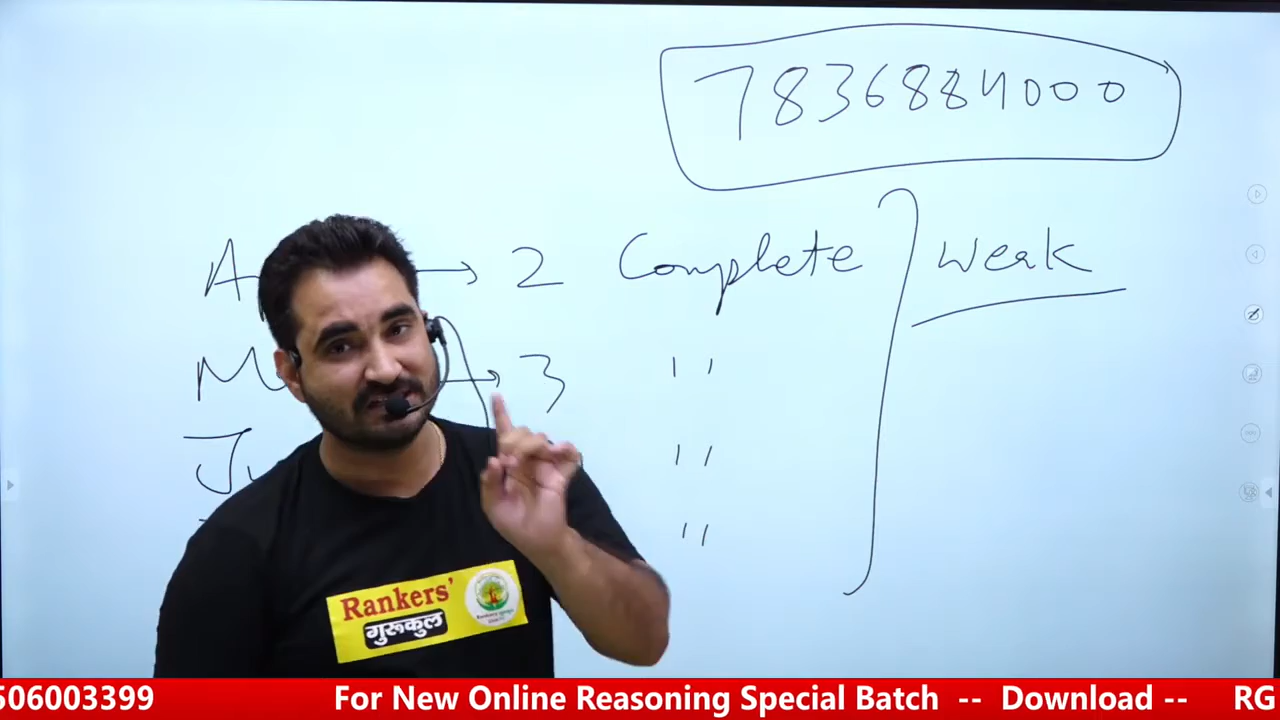 7836884000
→ 2 Complete Weak
→ 3 ,,
,,
,,
Rankers'
गुरूकुल
506003399 For New Online Reasoning Special Batch -- Download -- RG